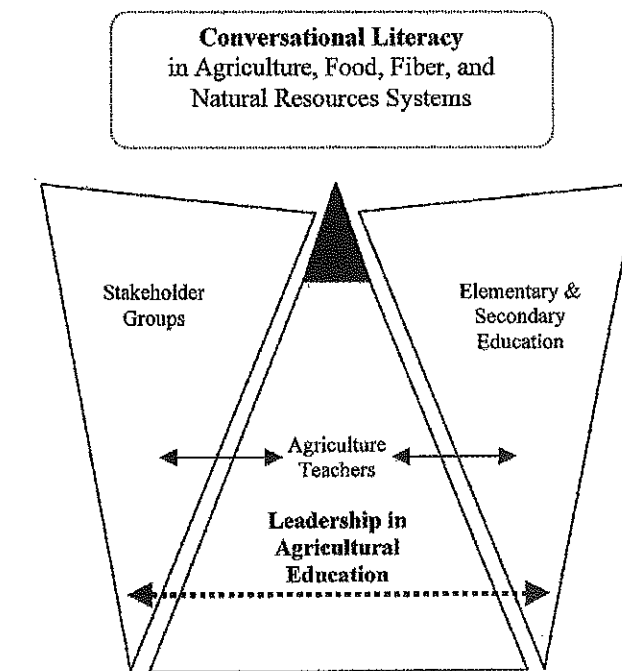 Conversational Literacy
in Agriculture, Food, Fiber, and
Natural Resources Systems
Stakeholder
Groups
Elementary &
Secondary
Education
Agriculture
Teachers
Leadership in
Agricultural
Education